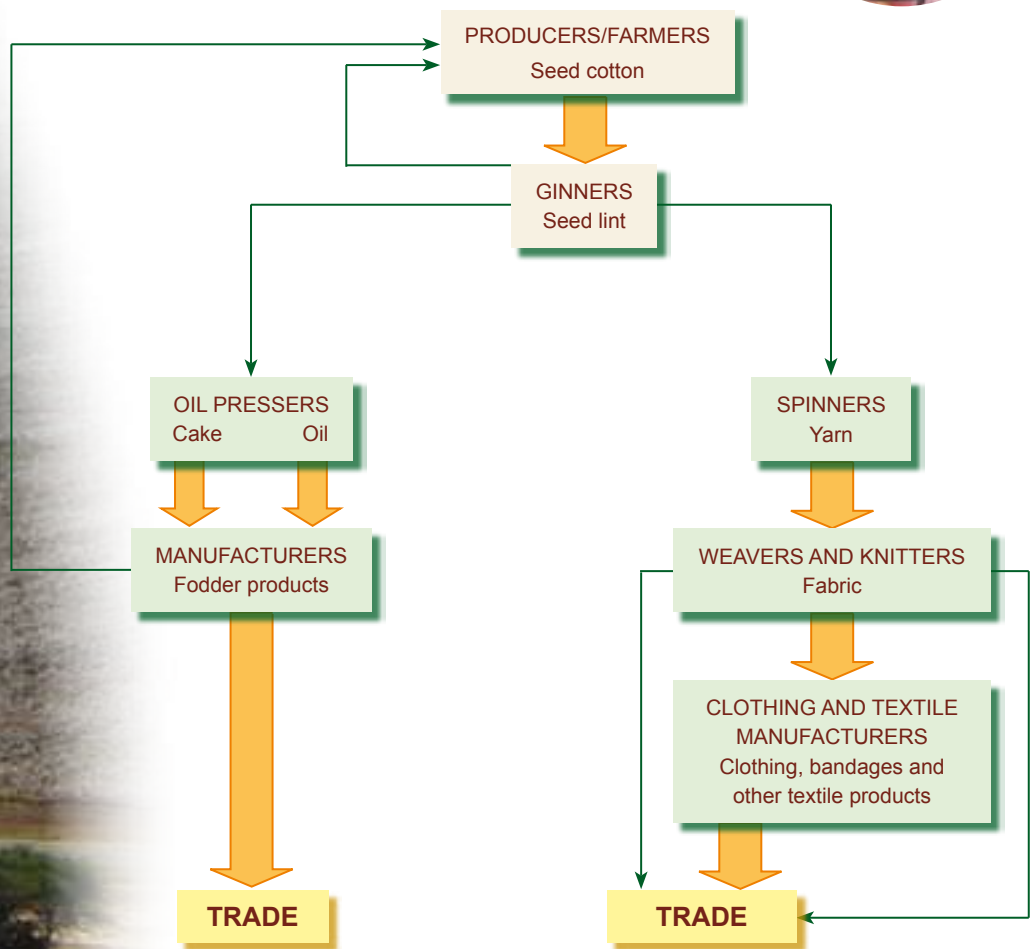 PRODUCERS/FARMERS
Seed cotton
GINNERS
Seed lint
OIL PRESSERS
Cake Oil
SPINNERS
Yarn
MANUFACTURERS
Fodder products
WEAVERS AND KNITTERS
Fabric
CLOTHING AND TEXTILE
MANUFACTURERS
Clothing, bandages and
other textile products
TRADE
TRADE